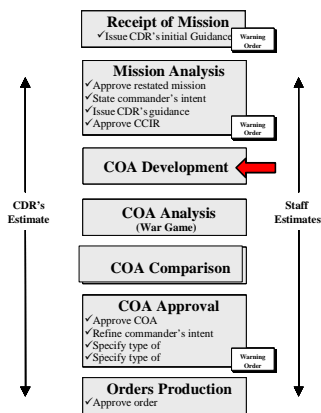 Receipt of Mission
✓Issue CDR's initial Guidance
Warning
Order
Mission Analysis
✓Approve restated mission
✓State commander's intent
✓Issue CDR's guidance
✓Approve CCIR
Warning
Order
COA Development
CDR's
Estimate
COA Analysis
(War Game)
Staff
Estimates
COA Comparison
COA Approval
✓Approve COA
✓Refine commander's intent
✓Specify type of
✓Specify type of
Warning
Order
Orders Production
✓Approve order